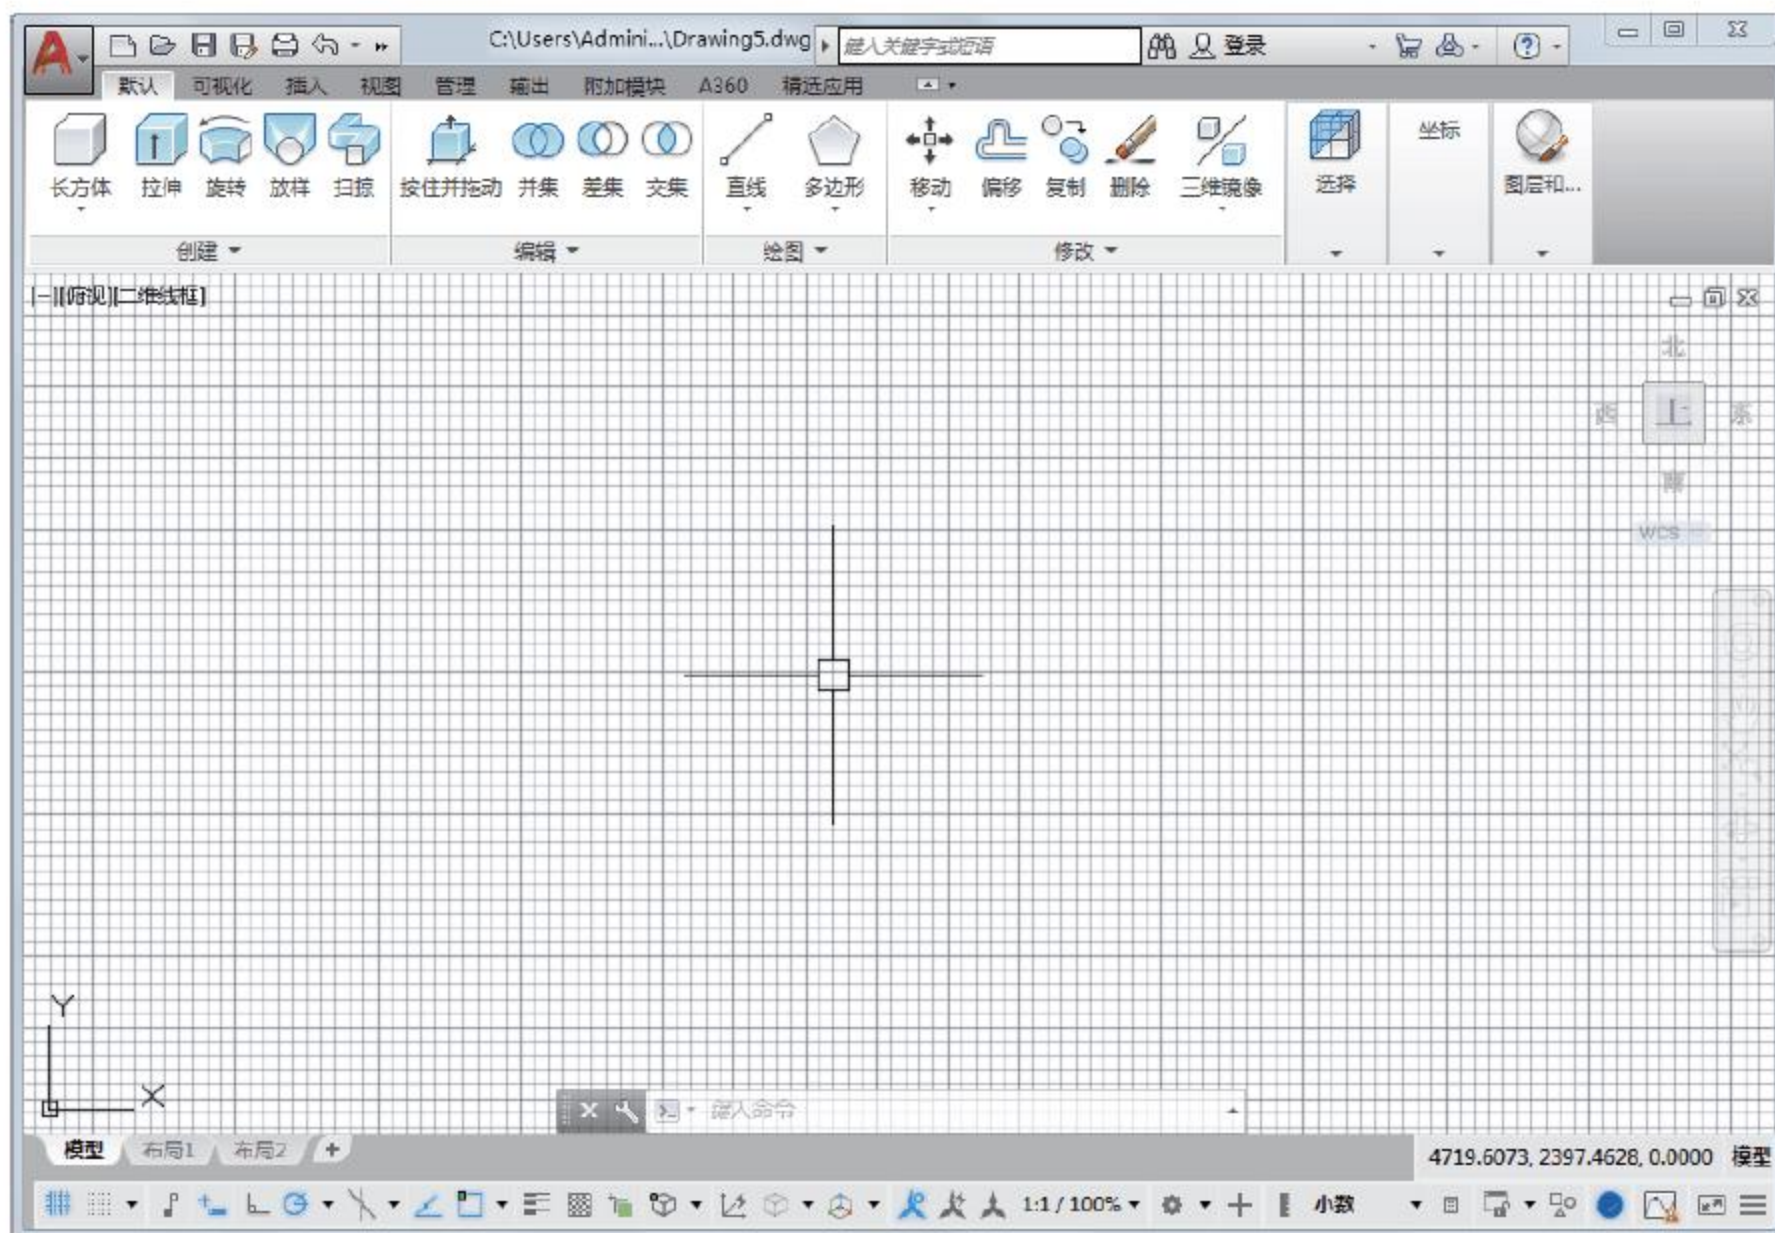 C:\Users\Admini...\Drawing5.dwg 键入关键字或短语 登录
默认 可视化 插入 视图 管理 输出 附加模块 A360 精选应用
长方体 拉伸 旋转 放样 扫掠 按住并拖动 并集 差集 交集 直线 多边形 移动 偏移 复制 删除 三维镜像 选择 坐标 图层和...
创建 编辑 绘图 修改
[-][俯视][二维线框]
北
西 上 东
南
WCS
Y
X
键入命令
模型 布局1 布局2 +
4719.6073, 2397.4628, 0.0000 模型
1:1 / 100% 小数